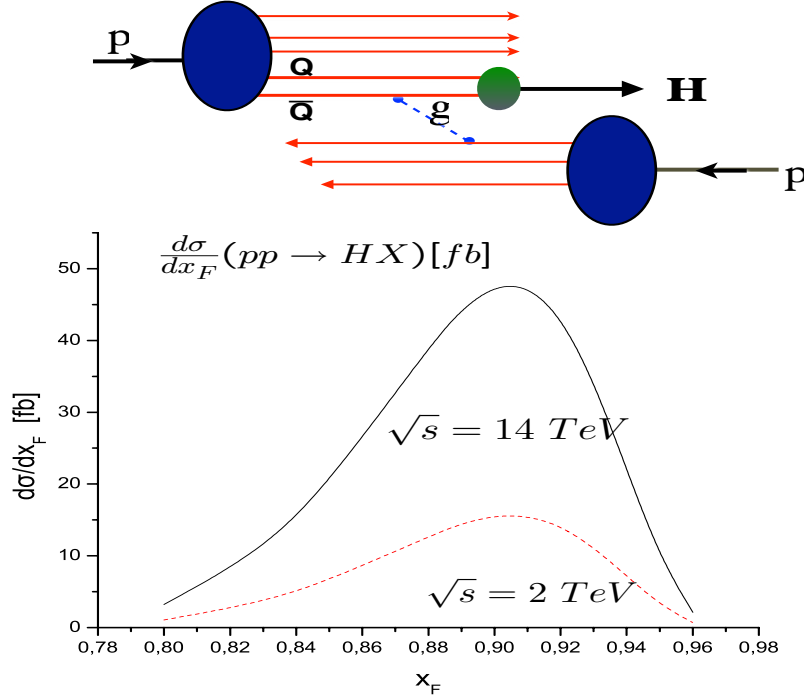 p
Q
Q̅
g
H
p
dσ/dx_F (pp → HX)[fb]
50
40
30
20
10
0
dσ/dx_F [fb]
√s = 14 TeV
√s = 2 TeV
0,78 0,80 0,82 0,84 0,86 0,88 0,90 0,92 0,94 0,96 0,98
x_F